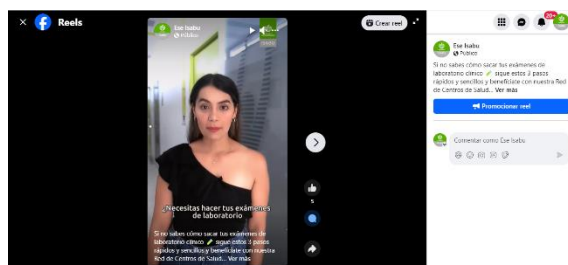 Reels
Crear reel
20+
Ese Isabu
Público
¿Necesitas hacer tus exámenes
de laboratorio
Si no sabes cómo sacar tus exámenes de
laboratorio clínico sigue estos 3 pasos
rápidos y sencillos y benefíciate con nuestra
Red de Centros de Salud... Ver más
5
Ese Isabu
Público
Si no sabes cómo sacar tus exámenes de
laboratorio clínico sigue estos 3 pasos
rápidos y sencillos y benefíciate con nuestra Red
de Centros de Salud... Ver más
Promocionar reel
Comentar como Ese Isabu